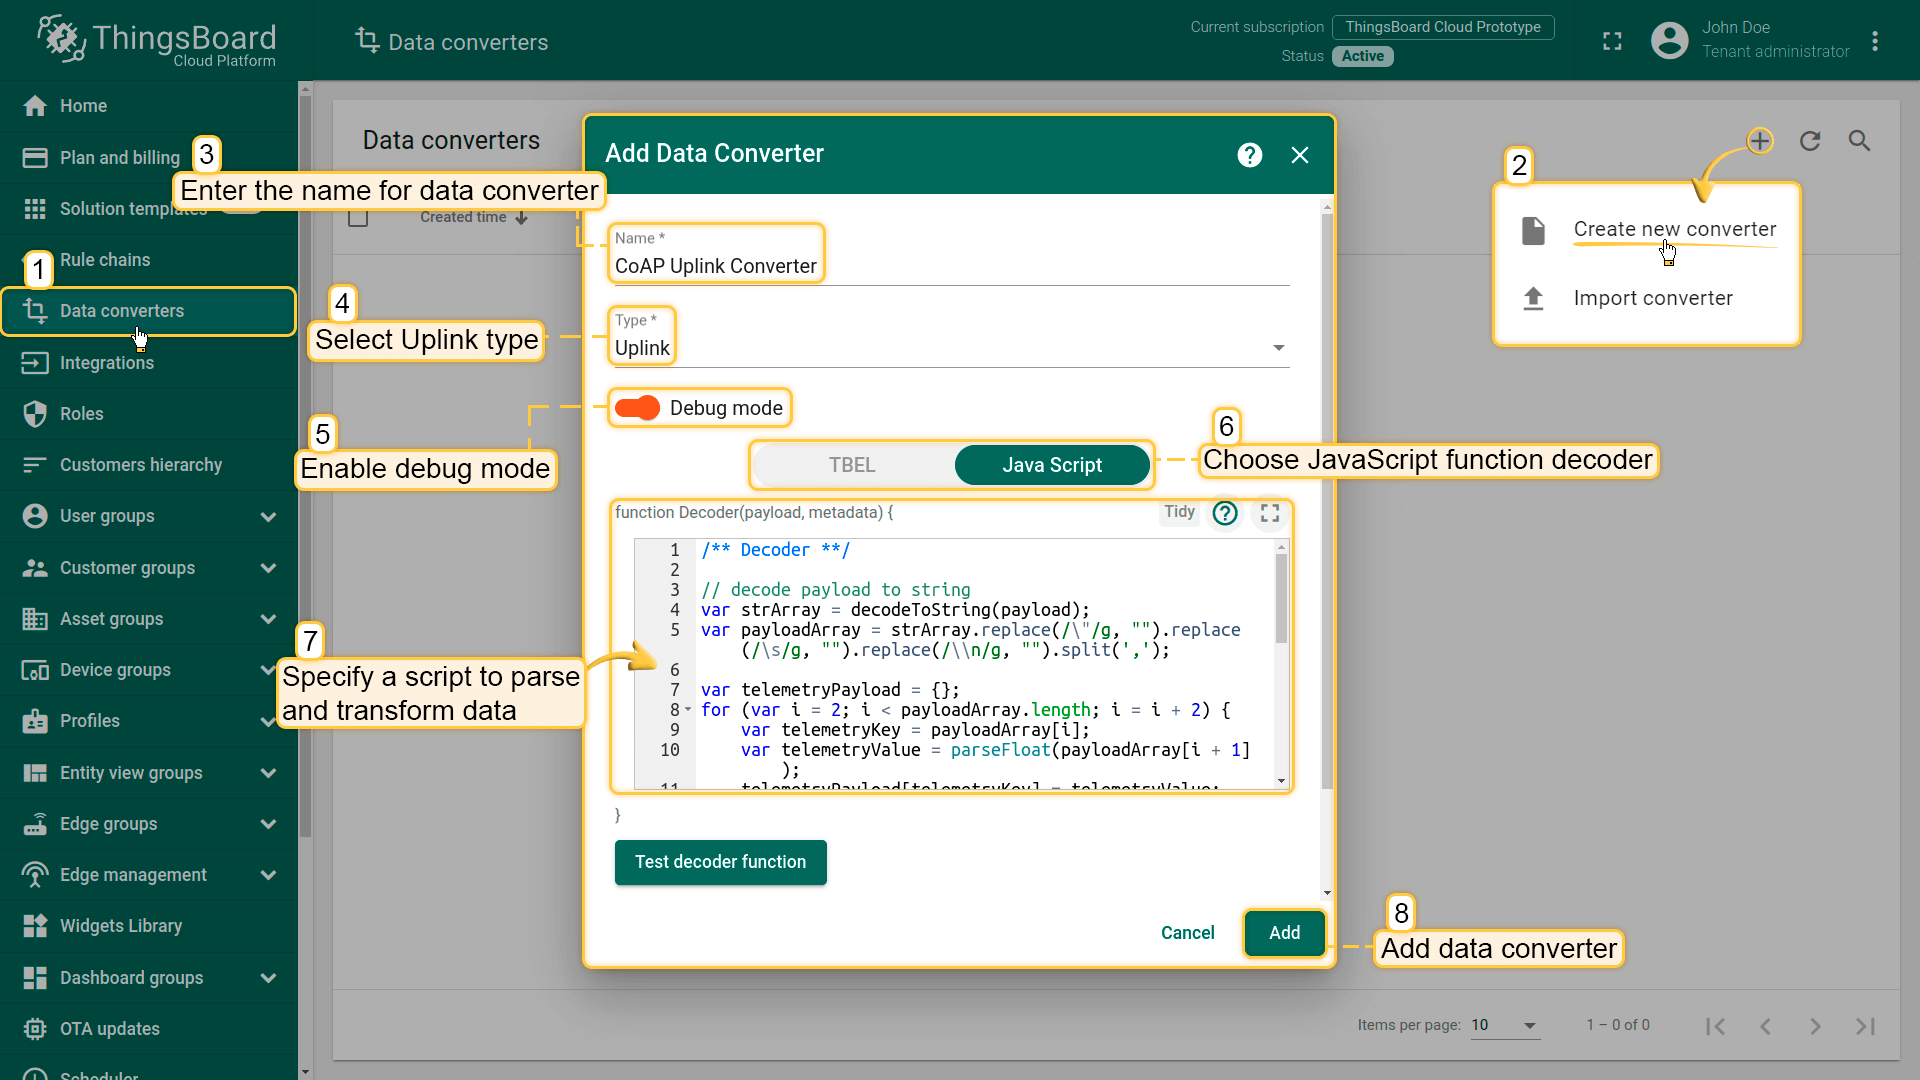 ThingsBoard
Cloud Platform
Data converters
Current subscription
ThingsBoard Cloud Prototype
Status
Active
John Doe
Tenant administrator
Home
Plan and billing
Solution templates
Rule chains
Data converters
Integrations
Roles
Customers hierarchy
User groups
Customer groups
Asset groups
Device groups
Profiles
Entity view groups
Edge groups
Edge management
Widgets Library
Dashboard groups
OTA updates
Scheduler
Data converters
Created time
1
2
Create new converter
Import converter
3
Enter the name for data converter
Add Data Converter
Name *
CoAP Uplink Converter
4
Select Uplink type
Type *
Uplink
5
Enable debug mode
Debug mode
6
Choose JavaScript function decoder
TBEL
Java Script
7
Specify a script to parse
and transform data
function Decoder(payload, metadata) {
Tidy
1 /** Decoder **/
2
3 // decode payload to string
4 var strArray = decodeToString(payload);
5 var payloadArray = strArray.replace(/\"/g, "").replace
(/\s/g, "").replace(/\\n/g, "").split(',');
6
7 var telemetryPayload = {};
8 for (var i = 2; i < payloadArray.length; i = i + 2) {
9 var telemetryKey = payloadArray[i];
10 var telemetryValue = parseFloat(payloadArray[i + 1]
);
11 telemetryPayload[telemetryKey] = telemetryValue;
}
Test decoder function
Cancel
Add
8
Add data converter
Items per page:
10
1 – 0 of 0